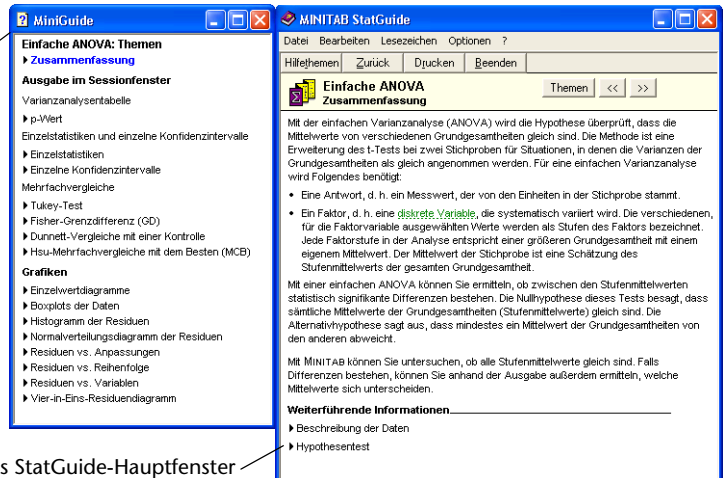 MiniGuide
Einfache ANOVA: Themen
Zusammenfassung
Ausgabe im Sessionfenster
Varianzanalysentabelle
p-Wert
Einzelstatistiken und einzelne Konfidenzintervalle
Einzelstatistiken
Einzelne Konfidenzintervalle
Mehrfachvergleiche
Tukey-Test
Fisher-Grenzdifferenz (GD)
Dunnett-Vergleiche mit einer Kontrolle
Hsu-Mehrfachvergleiche mit dem Besten (MCB)
Grafiken
Einzelwertdiagramme
Boxplots der Daten
Histogramm der Residuen
Normalverteilungsdiagramm der Residuen
Residuen vs. Anpassungen
Residuen vs. Reihenfolge
Residuen vs. Variablen
Vier-in-Eins-Residuendiagramm
s StatGuide-Hauptfenster
MINITAB StatGuide
Datei Bearbeiten Lesezeichen Optionen ?
Hilfethemen Zurück Drucken Beenden
Einfache ANOVA
Zusammenfassung
Themen << >>
Mit der einfachen Varianzanalyse (ANOVA) wird die Hypothese überprüft, dass die
Mittelwerte von verschiedenen Grundgesamtheiten gleich sind. Die Methode ist eine
Erweiterung des t-Tests bei zwei Stichproben für Situationen, in denen die Varianzen der
Grundgesamtheiten als gleich angenommen werden. Für eine einfachen Varianzanalyse
wird Folgendes benötigt:
• Eine Antwort, d. h. ein Messwert, der von den Einheiten in der Stichprobe stammt.
• Ein Faktor, d. h. eine diskrete Variable, die systematisch variiert wird. Die verschiedenen,
für die Faktorvariable ausgewählten Werte werden als Stufen des Faktors bezeichnet.
Jede Faktorstufe in der Analyse entspricht einer größeren Grundgesamtheit mit einem
eigenem Mittelwert. Der Mittelwert der Stichprobe ist eine Schätzung des
Stufenmittelwerts der gesamten Grundgesamtheit.
Mit einer einfachen ANOVA können Sie ermitteln, ob zwischen den Stufenmittelwerten
statistisch signifikante Differenzen bestehen. Die Nullhypothese dieses Tests besagt, dass
sämtliche Mittelwerte der Grundgesamtheiten (Stufenmittelwerte) gleich sind. Die
Alternativhypothese sagt aus, dass mindestes ein Mittelwert der Grundgesamtheiten von
den anderen abweicht.
Mit MINITAB können Sie untersuchen, ob alle Stufenmittelwerte gleich sind. Falls
Differenzen bestehen, können Sie anhand der Ausgabe außerdem ermitteln, welche
Mittelwerte sich unterscheiden.
Weiterführende Informationen
Beschreibung der Daten
Hypothesentest